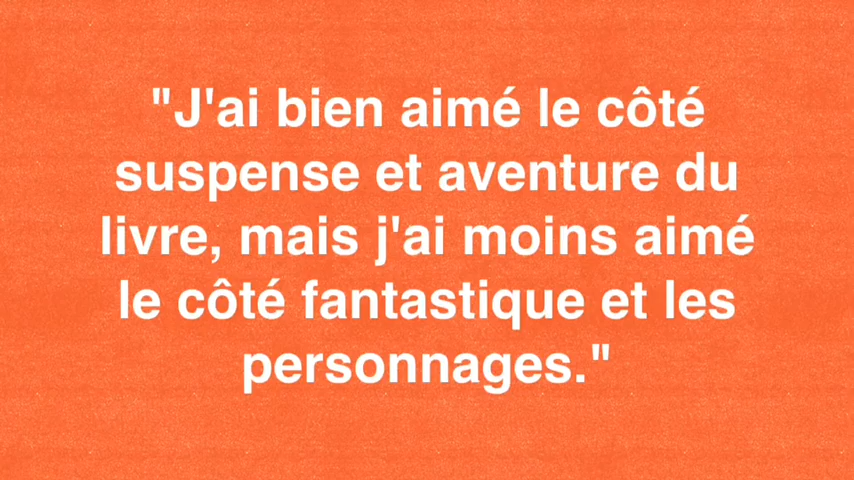 "J'ai bien aimé le côté
suspense et aventure du
livre, mais j'ai moins aimé
le côté fantastique et les
personnages."